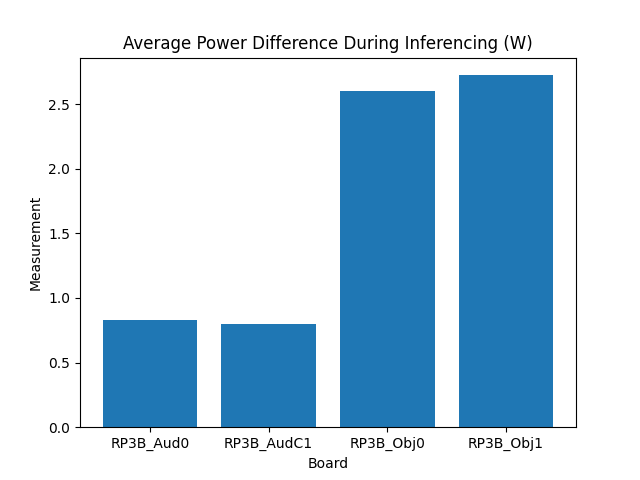 Average Power Difference During Inferencing (W)
2.5
2.0
1.5
1.0
0.5
0.0
Measurement
RP3B_Aud0 RP3B_AudC1 RP3B_Obj0 RP3B_Obj1
Board